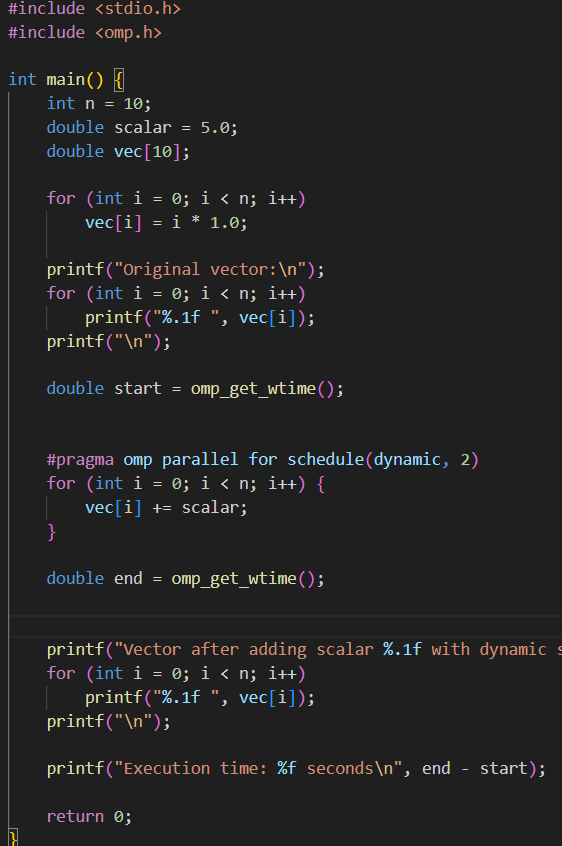 #include <stdio.h>
#include <omp.h>
int main() {
int n = 10;
double scalar = 5.0;
double vec[10];
for (int i = 0; i < n; i++)
vec[i] = i * 1.0;
printf("Original vector:\n");
for (int i = 0; i < n; i++)
printf("%.1f ", vec[i]);
printf("\n");
double start = omp_get_wtime();
#pragma omp parallel for schedule(dynamic, 2)
for (int i = 0; i < n; i++) {
vec[i] += scalar;
}
double end = omp_get_wtime();
printf("Vector after adding scalar %.1f with dynamic s
for (int i = 0; i < n; i++)
printf("%.1f ", vec[i]);
printf("\n");
printf("Execution time: %f seconds\n", end - start);
return 0;
}